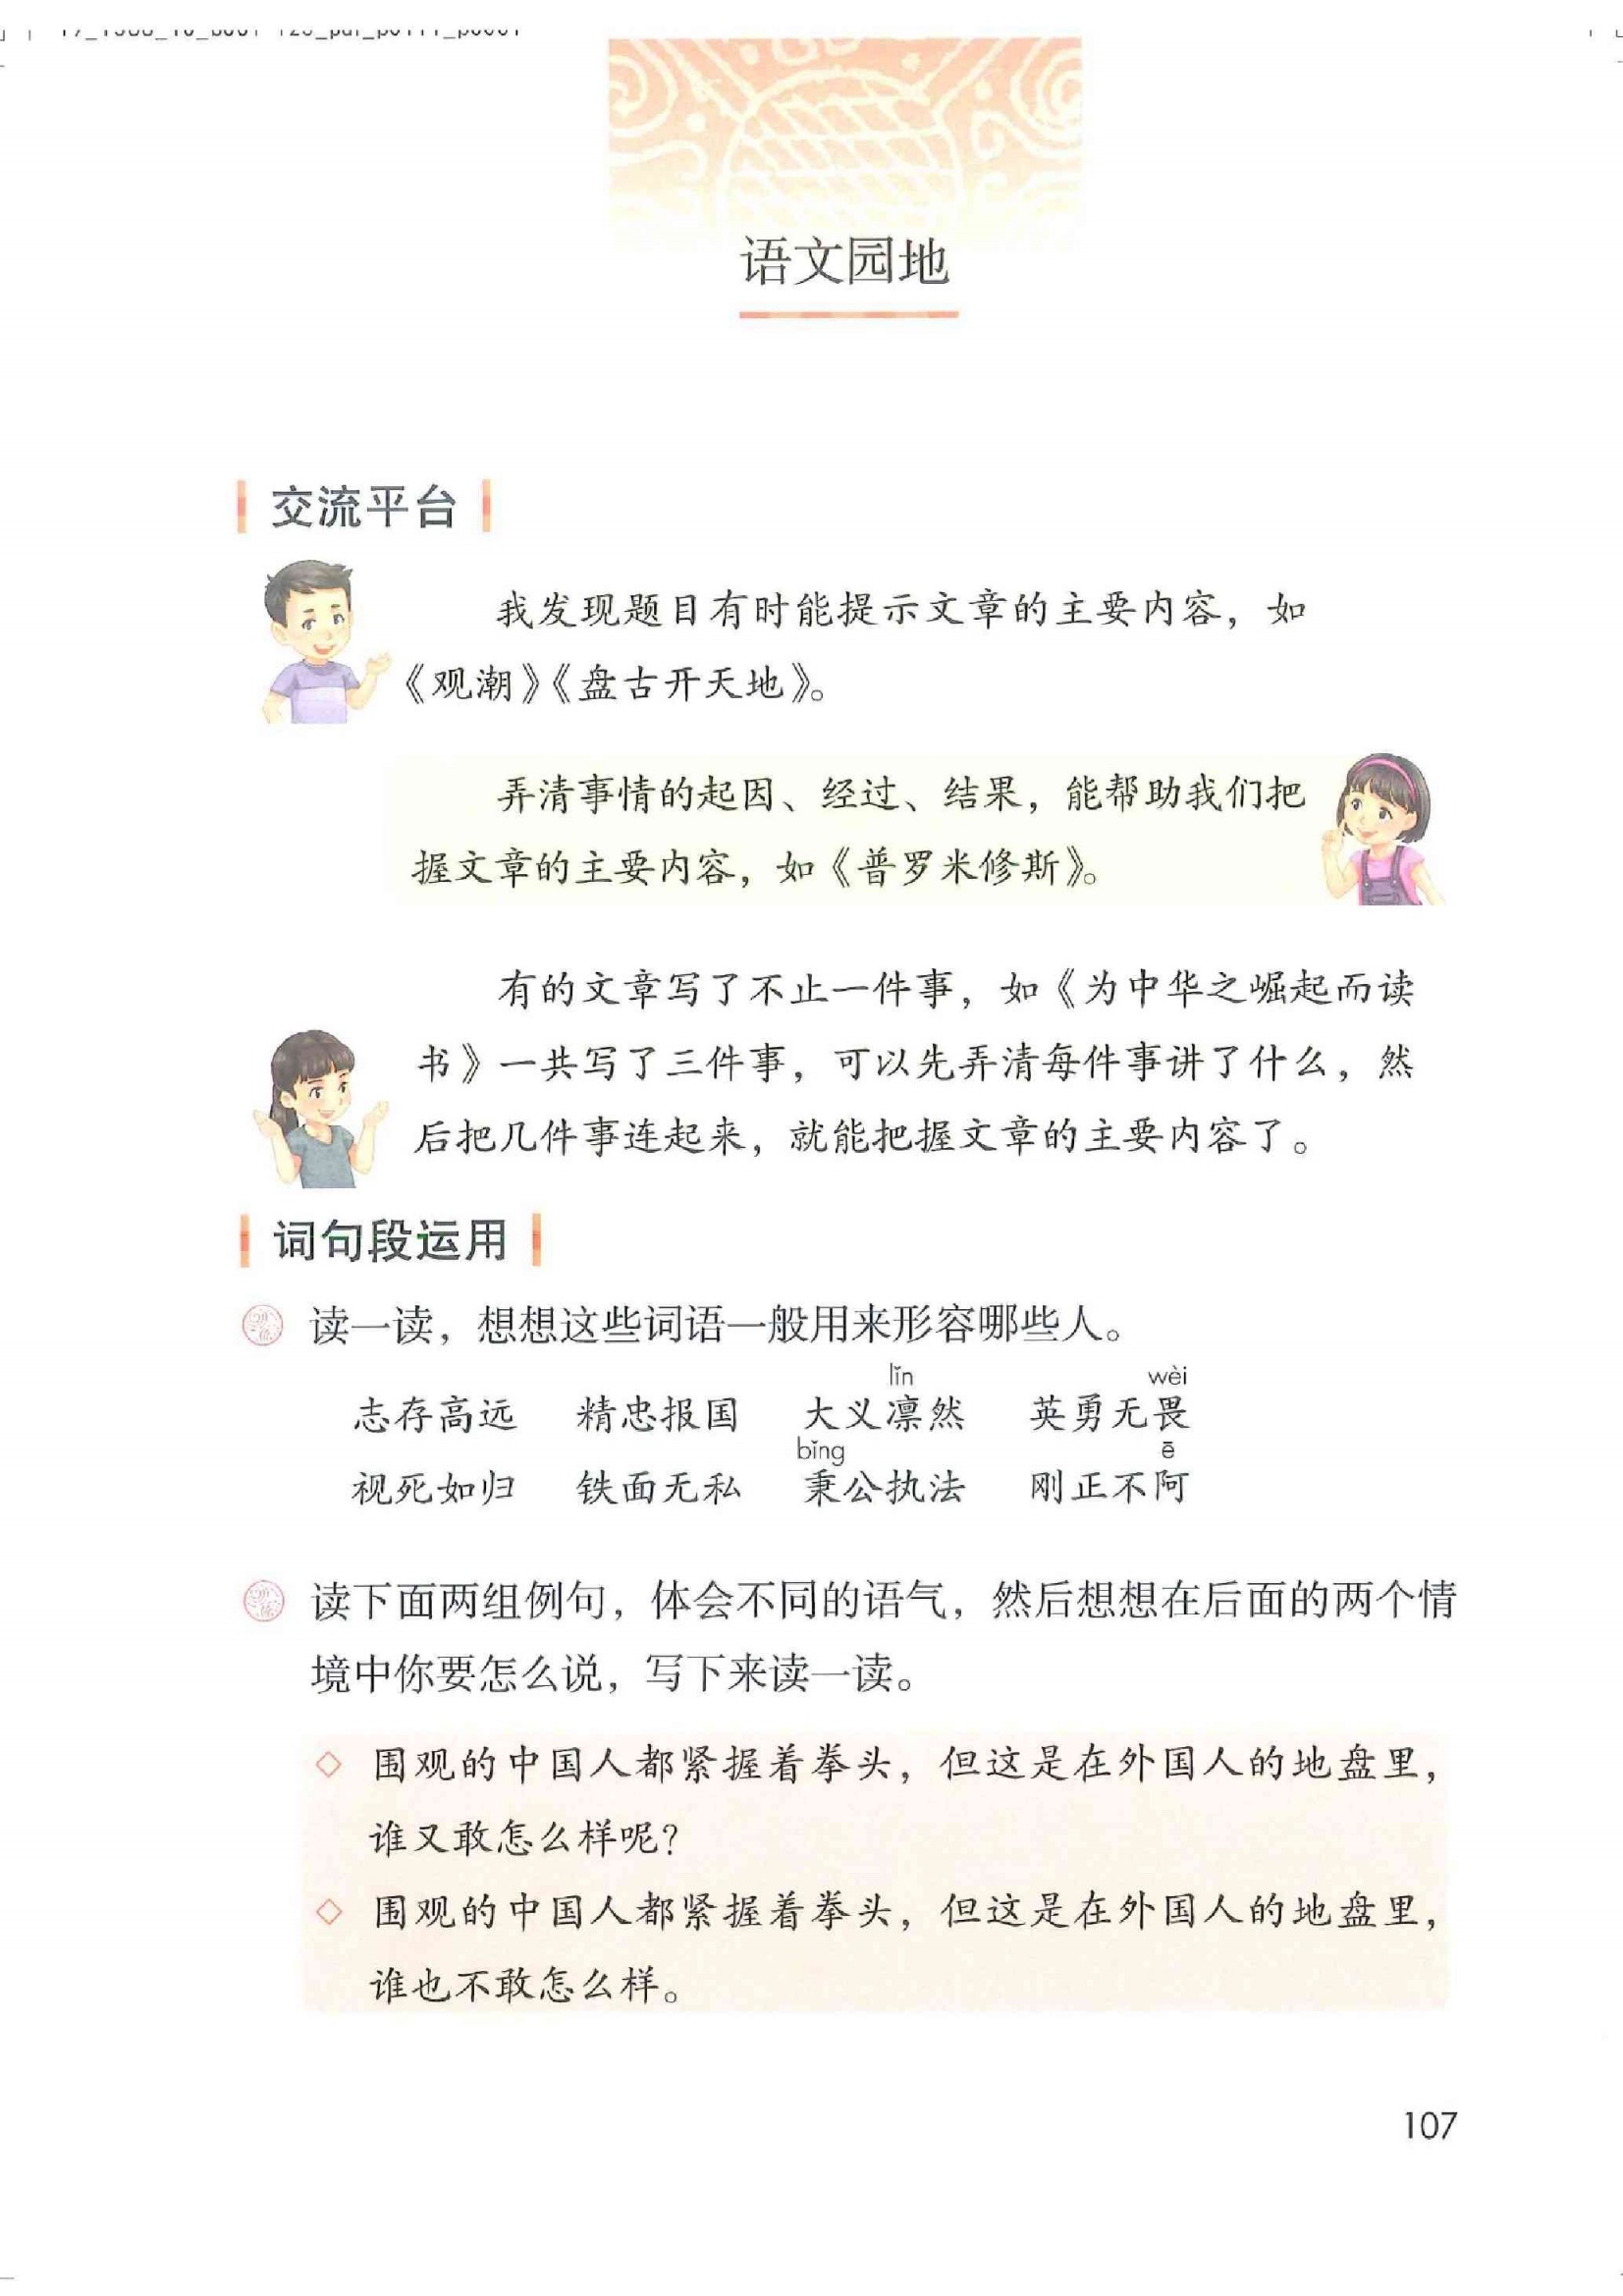 语文园地
交流平台
我发现题目有时能提示文章的主要内容，如
《观潮》《盘古开天地》。
弄清事情的起因、经过、结果，能帮助我们把
握文章的主要内容，如《普罗米修斯》。
有的文章写了不止一件事，如《为中华之崛起而读
书》一共写了三件事，可以先弄清每件事讲了什么，然
后把几件事连起来，就能把握文章的主要内容了。
词句段运用
读一读，想想这些词语一般用来形容哪些人。
lǐn wèi
志存高远 精忠报国 大义凛然 英勇无畏
bǐng ē
视死如归 铁面无私 秉公执法 刚正不阿
读下面两组例句，体会不同的语气，然后想想在后面的两个情
境中你要怎么说，写下来读一读。
◇ 围观的中国人都紧握着拳头，但这是在外国人的地盘里，
谁又敢怎么样呢？
◇ 围观的中国人都紧握着拳头，但这是在外国人的地盘里，
谁也不敢怎么样。
107